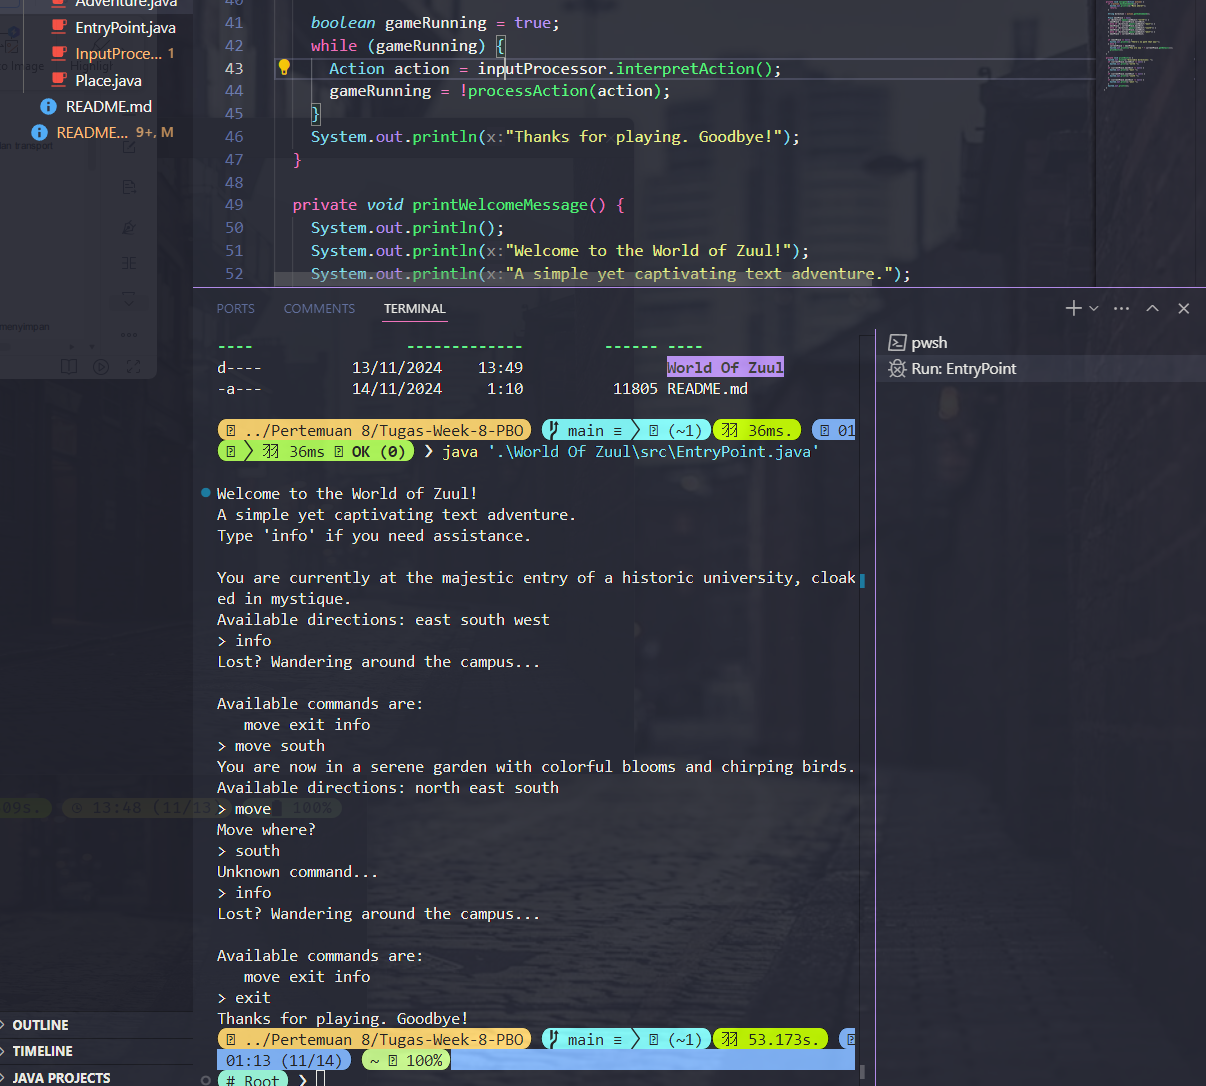 Adventure.java
EntryPoint.java
InputProce... 1
Place.java
README.md
README... 9+, M
40
41 boolean gameRunning = true;
42 while (gameRunning) {
43 Action action = inputProcessor.interpretAction();
44 gameRunning = !processAction(action);
45 }
46 System.out.println(x:"Thanks for playing. Goodbye!");
47 }
48
49 private void printWelcomeMessage() {
50 System.out.println();
51 System.out.println(x:"Welcome to the World of Zuul!");
52 System.out.println(x:"A simple yet captivating text adventure.");
PORTS COMMENTS TERMINAL
pwsh
Run: EntryPoint
---- ------------- ------ ----
d---- 13/11/2024 13:49 World Of Zuul
-a--- 14/11/2024 1:10 11805 README.md
../Pertemuan 8/Tugas-Week-8-PBO main ≡ (~1) 36ms. 01
36ms OK (0) ❯ java '.\World Of Zuul\src\EntryPoint.java'
Welcome to the World of Zuul!
A simple yet captivating text adventure.
Type 'info' if you need assistance.
You are currently at the majestic entry of a historic university, cloak
ed in mystique.
Available directions: east south west
> info
Lost? Wandering around the campus...
Available commands are:
move exit info
> move south
You are now in a serene garden with colorful blooms and chirping birds.
Available directions: north east south
> move
Move where?
> south
Unknown command...
> info
Lost? Wandering around the campus...
Available commands are:
move exit info
> exit
Thanks for playing. Goodbye!
../Pertemuan 8/Tugas-Week-8-PBO main ≡ (~1) 53.173s.
01:13 (11/14) ~ 100%
# Root ❯
09s. 13:48 (11/13 100%
menyimpan
OUTLINE
TIMELINE
JAVA PROJECTS